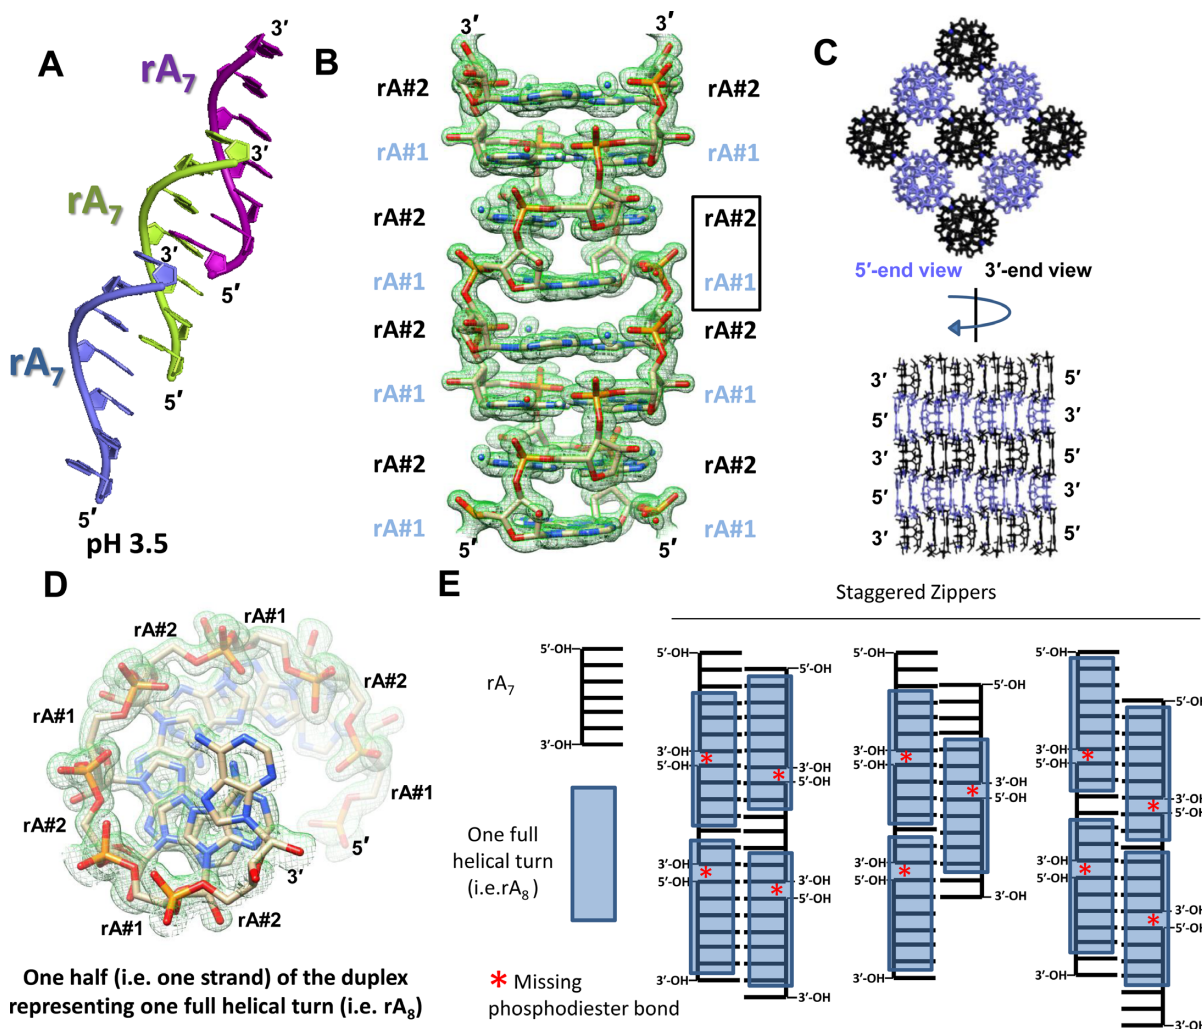 A
rA7
3′
rA7
3′
rA7
3′
5′
5′
5′
pH 3.5
B
3′
3′
rA#2
rA#2
rA#1
rA#1
rA#2
rA#2
rA#1
rA#1
rA#2
rA#2
rA#1
rA#1
rA#2
rA#2
rA#1
rA#1
5′
5′
C
5′-end view
3′-end view
3′
5′
5′
3′
3′
5′
5′
3′
3′
5′
D
rA#1
rA#2
rA#1
rA#2
rA#2
rA#1
rA#1
rA#2
5′
3′
One half (i.e. one strand) of the duplex
representing one full helical turn (i.e. rA8)
E
Staggered Zippers
5′-OH
rA7
3′-OH
One full
helical turn
(i.e.rA8)
* Missing
phosphodiester bond
5′-OH
5′-OH
3′-OH
5′-OH
3′-OH
5′-OH
3′-OH
5′-OH
3′-OH
5′-OH
3′-OH
3′-OH
5′-OH
5′-OH
3′-OH
5′-OH
3′-OH
5′-OH
3′-OH
5′-OH
3′-OH
3′-OH
5′-OH
5′-OH
3′-OH
5′-OH
3′-OH
5′-OH
3′-OH
5′-OH
3′-OH
5′-OH
3′-OH
3′-OH